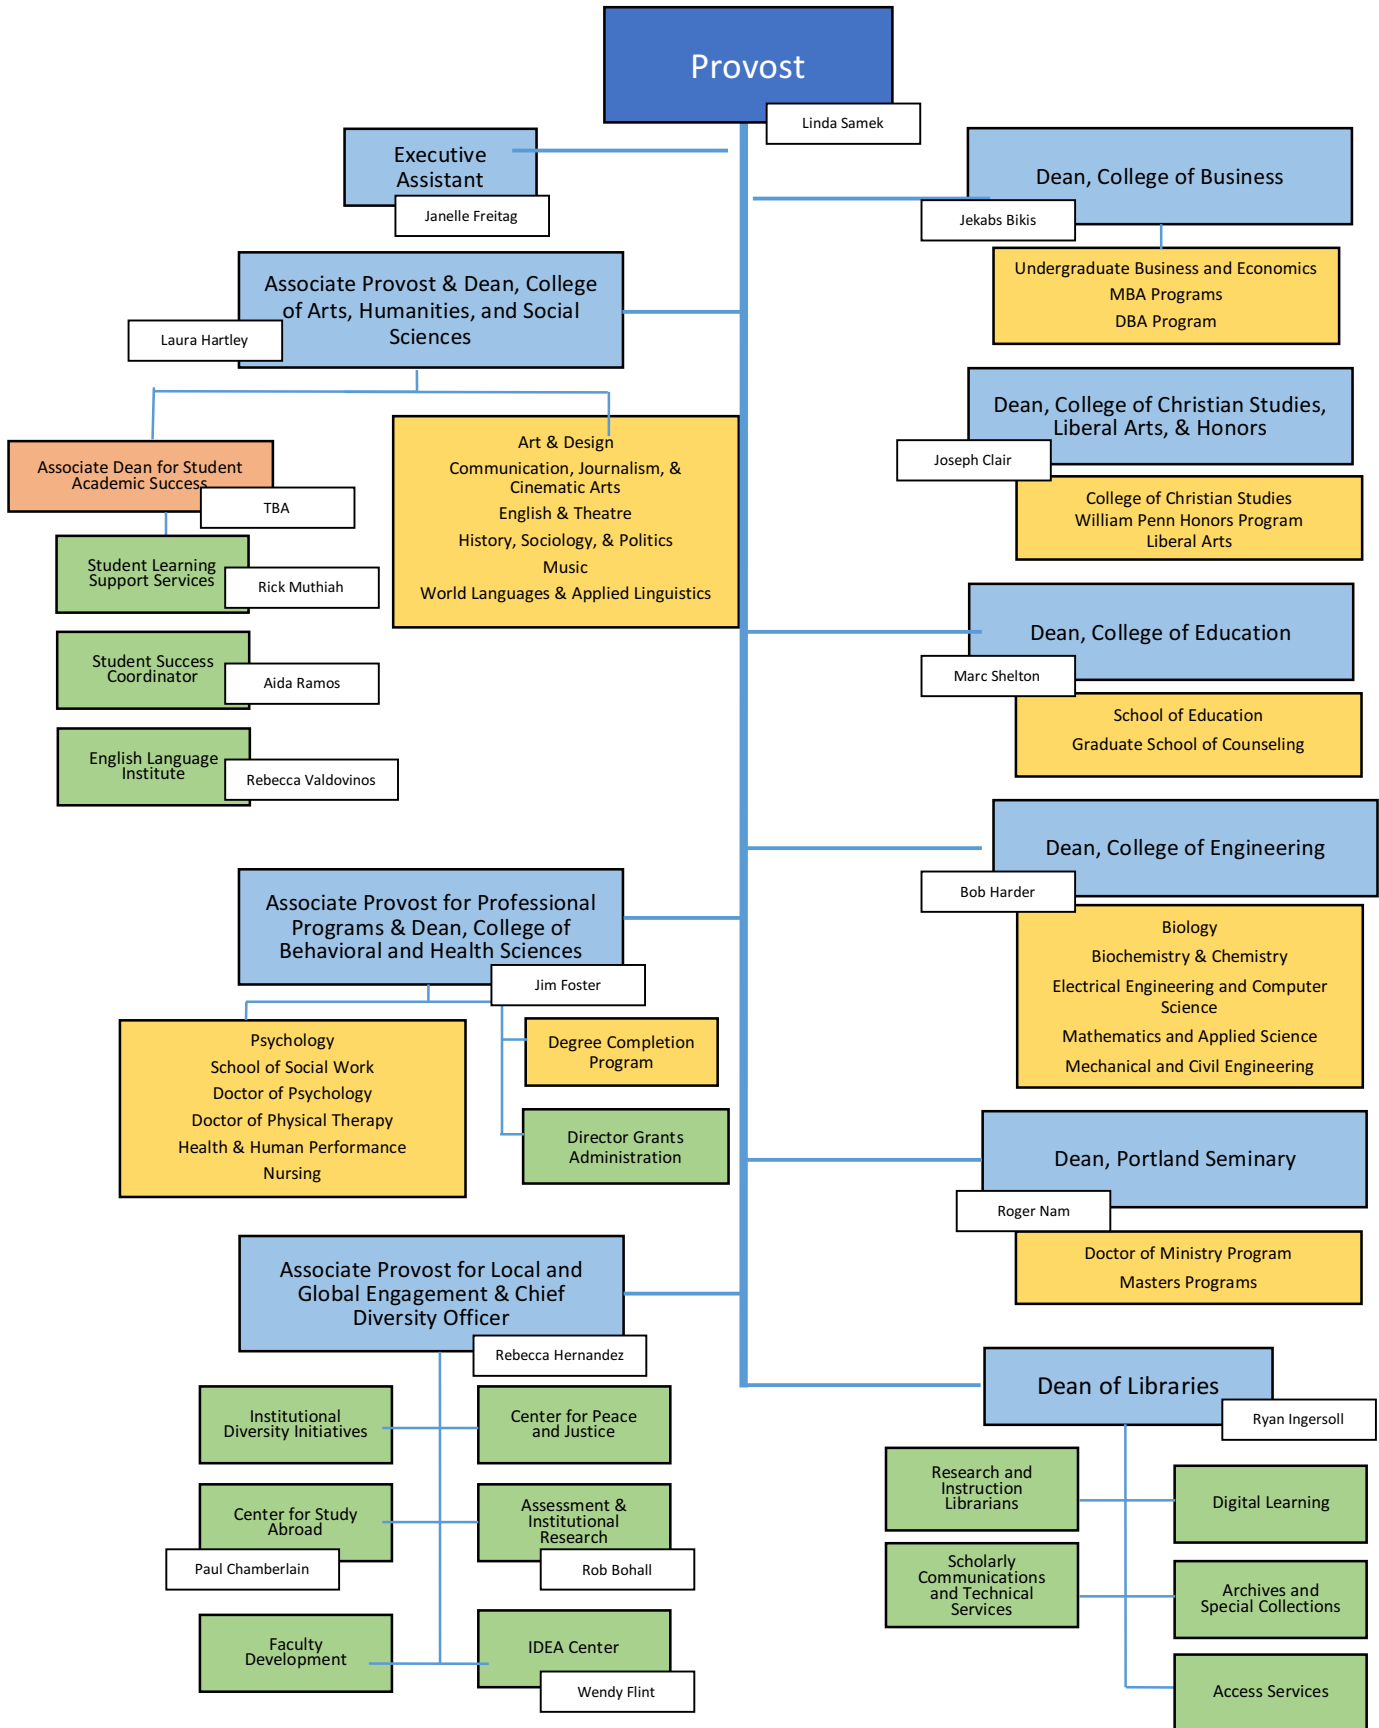 Provost
Linda Samek
Executive
Assistant
Janelle Freitag
Associate Provost & Dean, College
of Arts, Humanities, and Social
Sciences
Laura Hartley
Associate Dean for Student
Academic Success
TBA
Student Learning
Support Services
Rick Muthiah
Student Success
Coordinator
Aida Ramos
English Language
Institute
Rebecca Valdovinos
Art & Design
Communication, Journalism, &
Cinematic Arts
English & Theatre
History, Sociology, & Politics
Music
World Languages & Applied Linguistics
Associate Provost for Professional
Programs & Dean, College of
Behavioral and Health Sciences
Jim Foster
Psychology
School of Social Work
Doctor of Psychology
Doctor of Physical Therapy
Health & Human Performance
Nursing
Degree Completion
Program
Director Grants
Administration
Associate Provost for Local and
Global Engagement & Chief
Diversity Officer
Rebecca Hernandez
Institutional
Diversity Initiatives
Center for Peace
and Justice
Center for Study
Abroad
Paul Chamberlain
Assessment &
Institutional
Research
Rob Bohall
Faculty
Development
IDEA Center
Wendy Flint
Dean, College of Business
Jekabs Bikis
Undergraduate Business and Economics
MBA Programs
DBA Program
Dean, College of Christian Studies,
Liberal Arts, & Honors
Joseph Clair
College of Christian Studies
William Penn Honors Program
Liberal Arts
Dean, College of Education
Marc Shelton
School of Education
Graduate School of Counseling
Dean, College of Engineering
Bob Harder
Biology
Biochemistry & Chemistry
Electrical Engineering and Computer
Science
Mathematics and Applied Science
Mechanical and Civil Engineering
Dean, Portland Seminary
Roger Nam
Doctor of Ministry Program
Masters Programs
Dean of Libraries
Ryan Ingersoll
Research and
Instruction
Librarians
Digital Learning
Scholarly
Communications
and Technical
Services
Archives and
Special Collections
Access Services